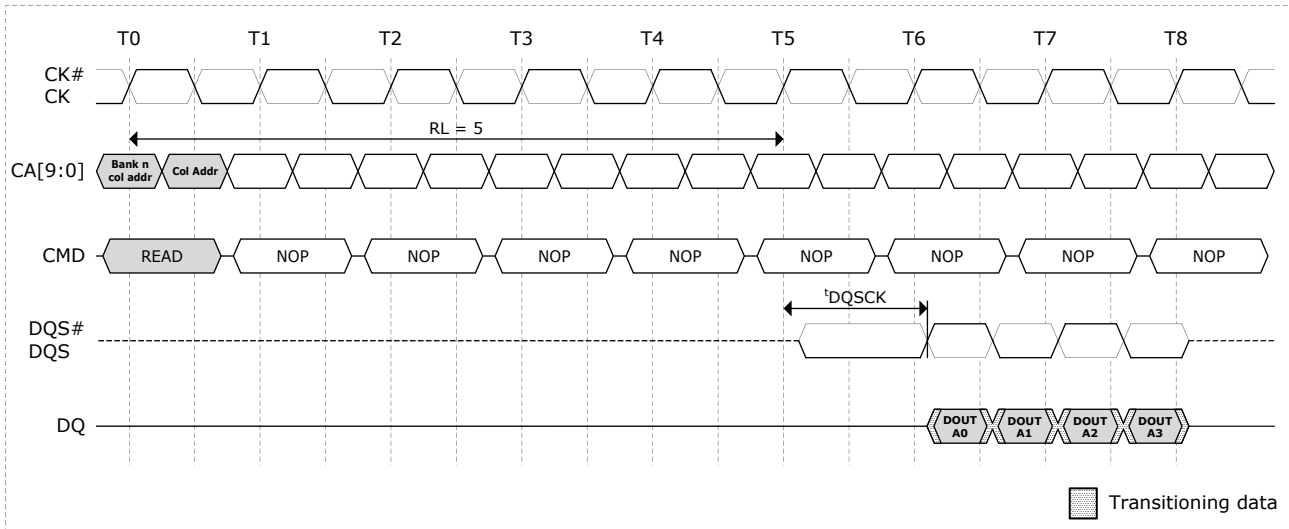 T0 T1 T2 T3 T4 T5 T6 T7 T8
CK#
CK
RL = 5
CA[9:0]
Bank n
col addr
Col Addr
CMD READ NOP NOP NOP NOP NOP NOP NOP NOP
tDQSCK
DQS#
DQS
DQ
DOUT DOUT DOUT DOUT
A0 A1 A2 A3
Transitioning data